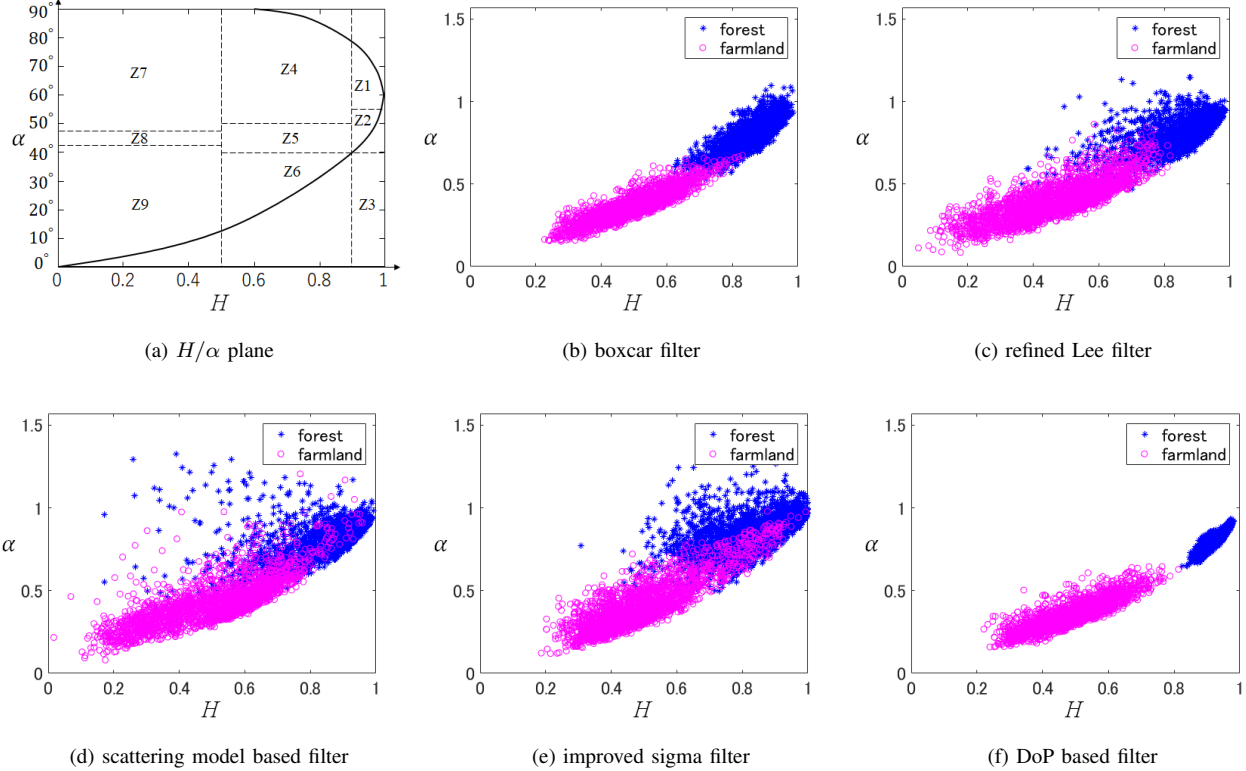 90°
80°
70°
60°
50°
40°
30°
20°
10°
0°
α
Z7
Z4
Z1
Z2
Z8
Z5
Z6
Z9
Z3
0 0.2 0.4 0.6 0.8 1
H
(a) H/α plane
1.5
1
0.5
0
α
forest
farmland
0 0.2 0.4 0.6 0.8 1
H
(b) boxcar filter
1.5
1
0.5
0
α
forest
farmland
0 0.2 0.4 0.6 0.8 1
H
(c) refined Lee filter
1.5
1
0.5
0
α
forest
farmland
0 0.2 0.4 0.6 0.8 1
H
(d) scattering model based filter
1.5
1
0.5
0
α
forest
farmland
0 0.2 0.4 0.6 0.8 1
H
(e) improved sigma filter
1.5
1
0.5
0
α
forest
farmland
0 0.2 0.4 0.6 0.8 1
H
(f) DoP based filter